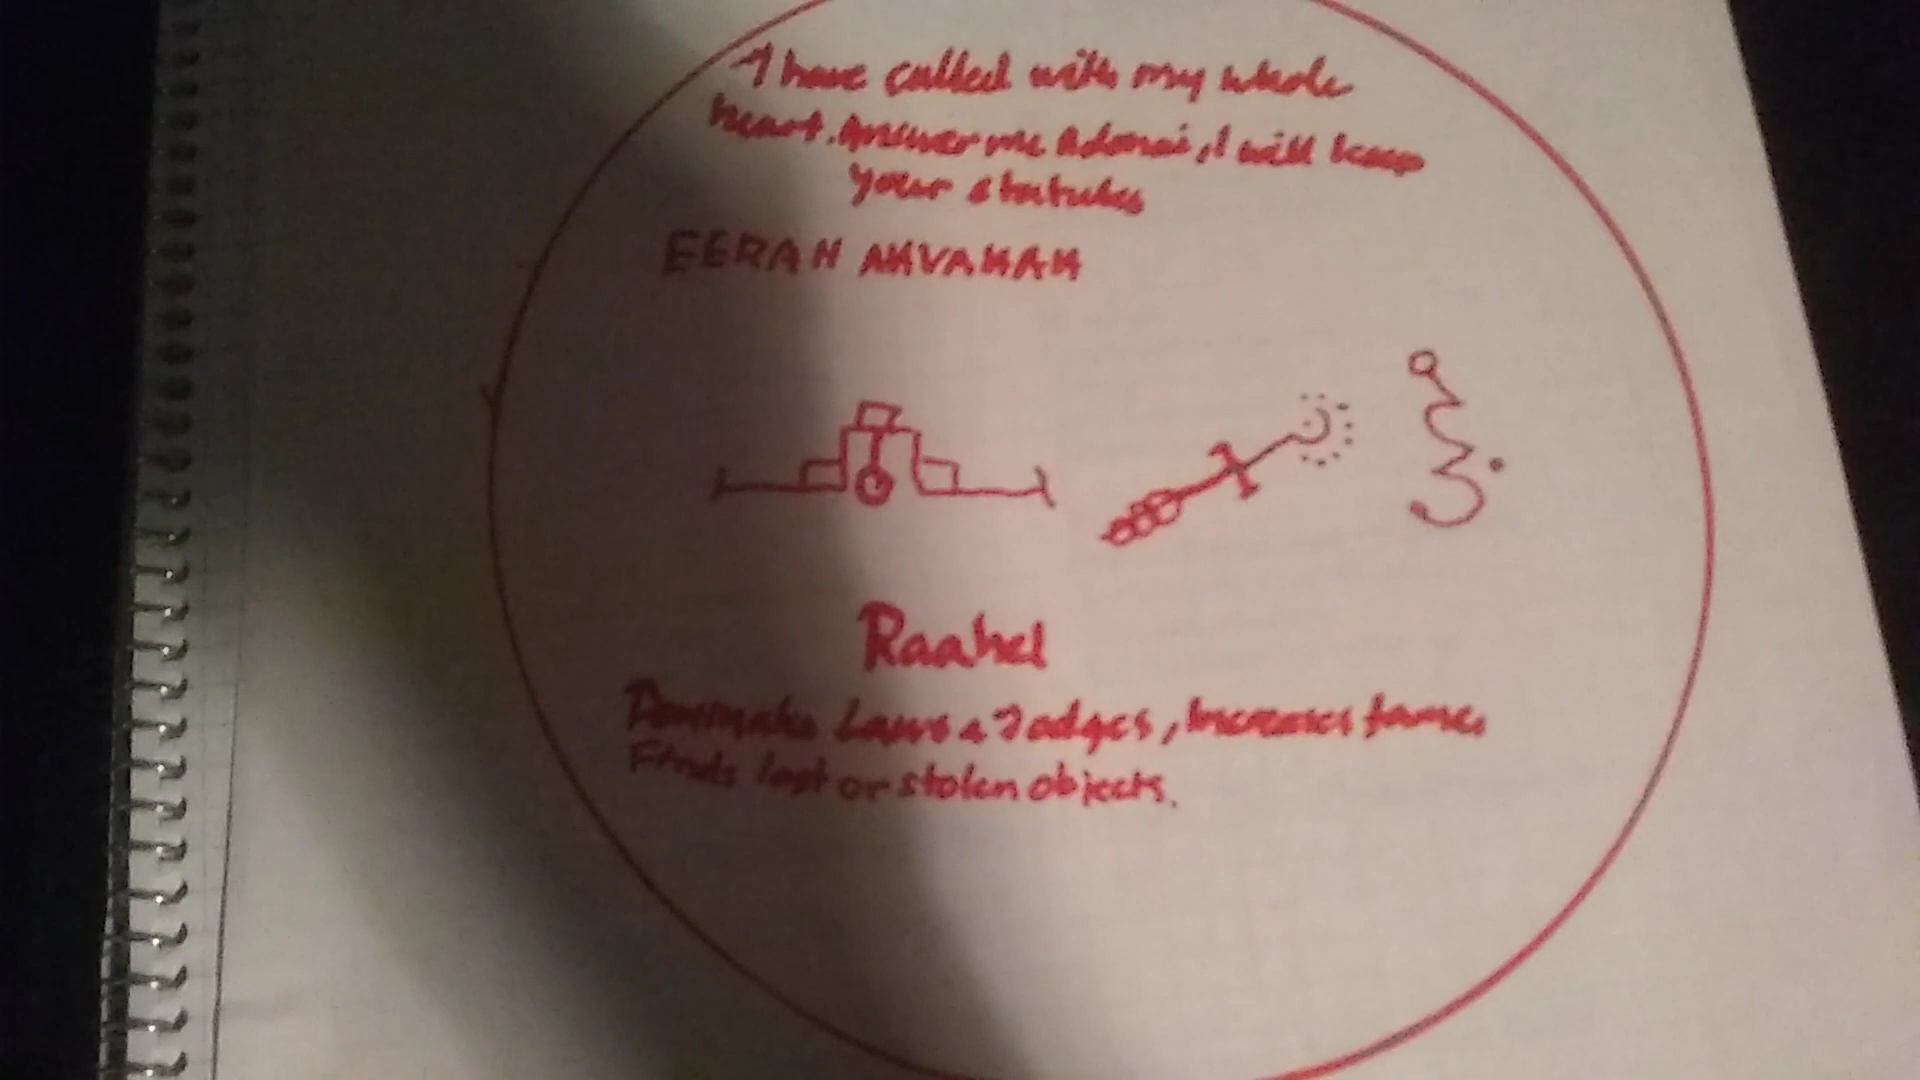 I have called with my whole
heart. Answer me Adonai, I will keep
your statutes
EERAH AHVAHAH
Raahel
Dominates Laws & Judges, Increases fame,
Finds lost or stolen objects.